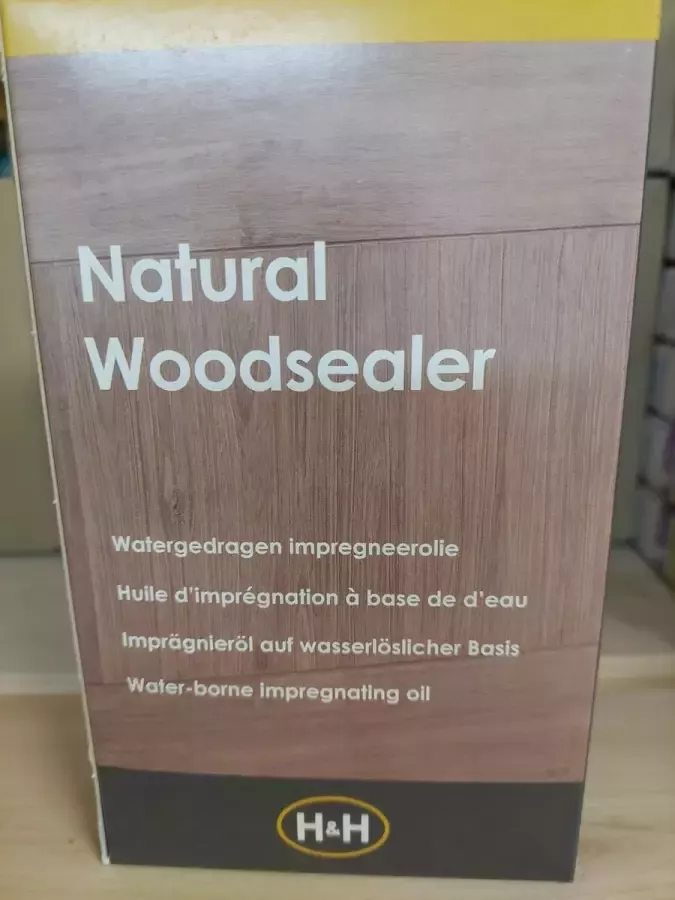 Natural
Woodsealer
Watergedragen impregneerolie
Huile d'imprégnation à base de d'eau
Imprägnieröl auf wasserlöslicher Basis
Water-borne impregnating oil
H&H